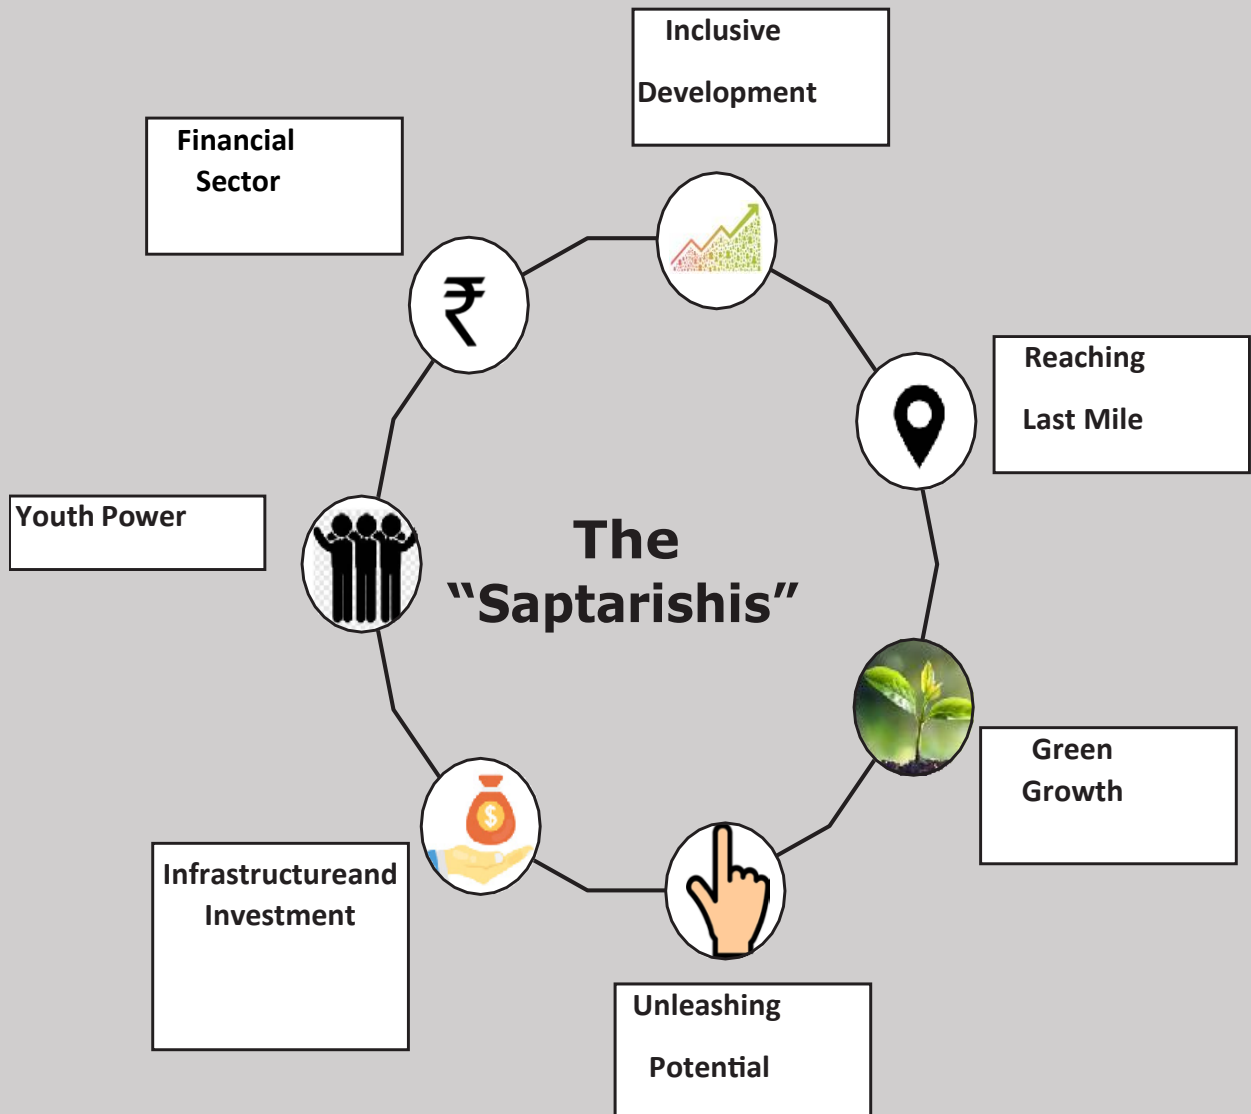 Inclusive
Development
Financial
Sector
₹
Reaching
Last Mile
Youth Power
The
“Saptarishis”
Green
Growth
$
Infrastructureand
Investment
Unleashing
Potential